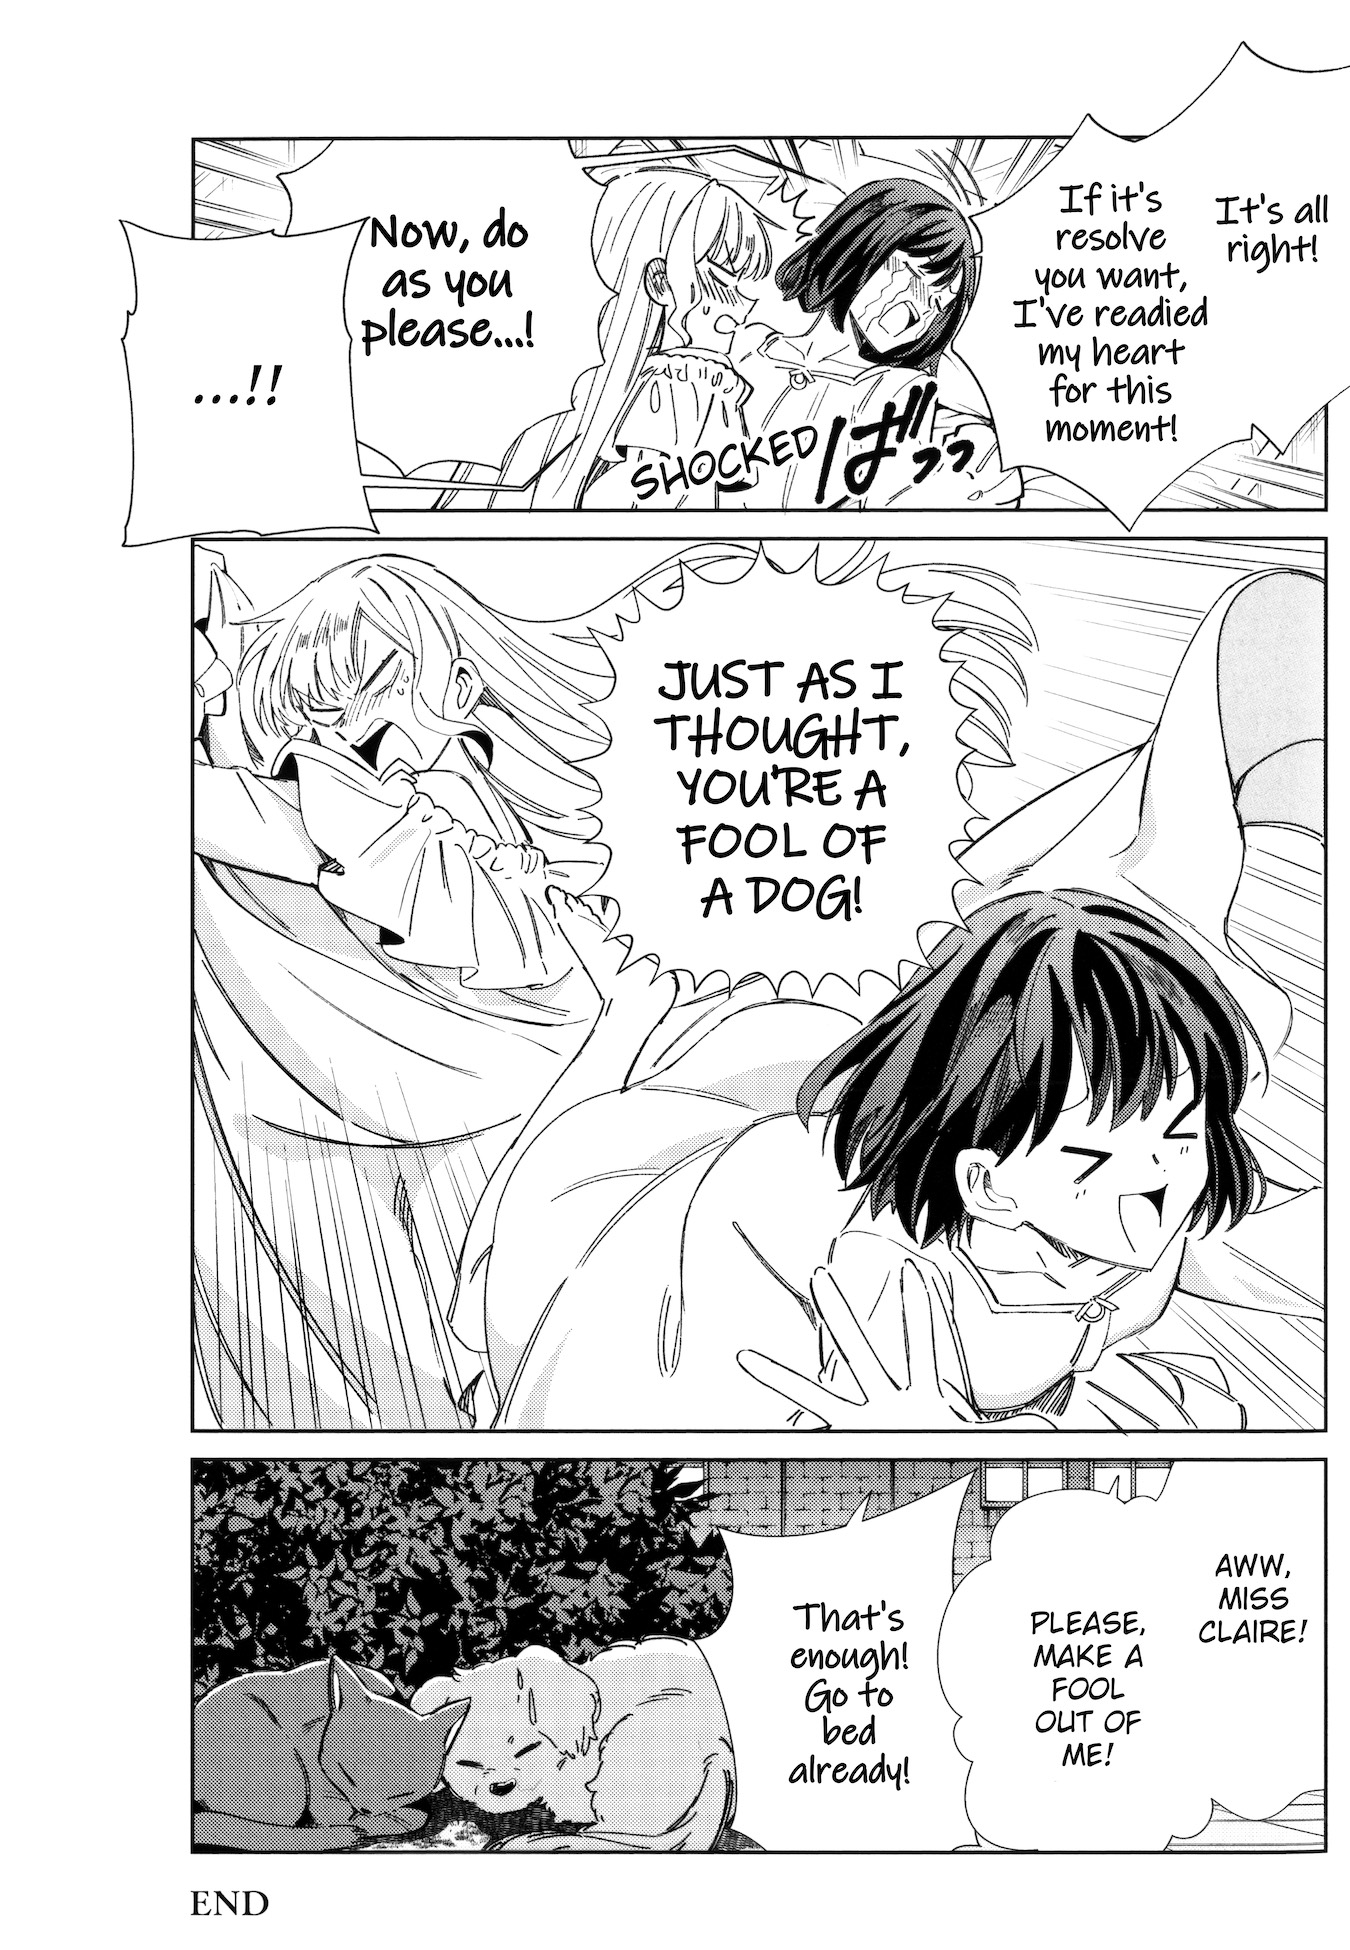 It's all
right!
If it's
resolve
you want,
I've readied
my heart
for this
moment!
Now, do
as you
please...!
SHOCKED
ばっっ
...!!
JUST AS I
THOUGHT,
YOU'RE A
FOOL OF
A DOG!
AWW,
MISS
CLAIRE!
PLEASE,
MAKE A
FOOL
OUT OF
ME!
That's
enough!
Go to
bed
already!
END